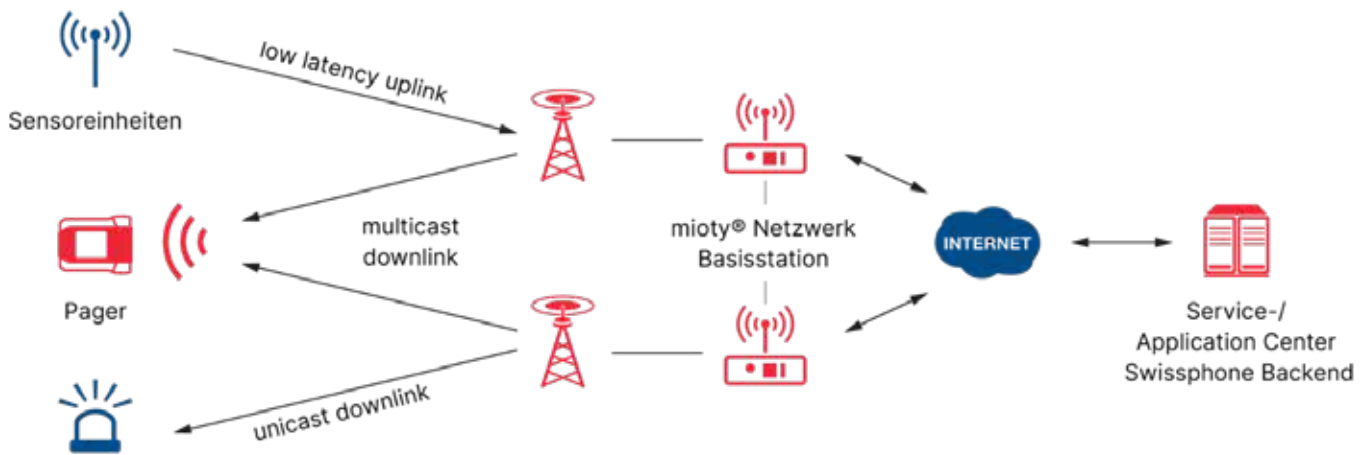 low latency uplink
Sensoreinheiten
multicast
downlink
mioty® Netzwerk
Basisstation
INTERNET
Pager
Service-/
Application Center
Swissphone Backend
unicast downlink